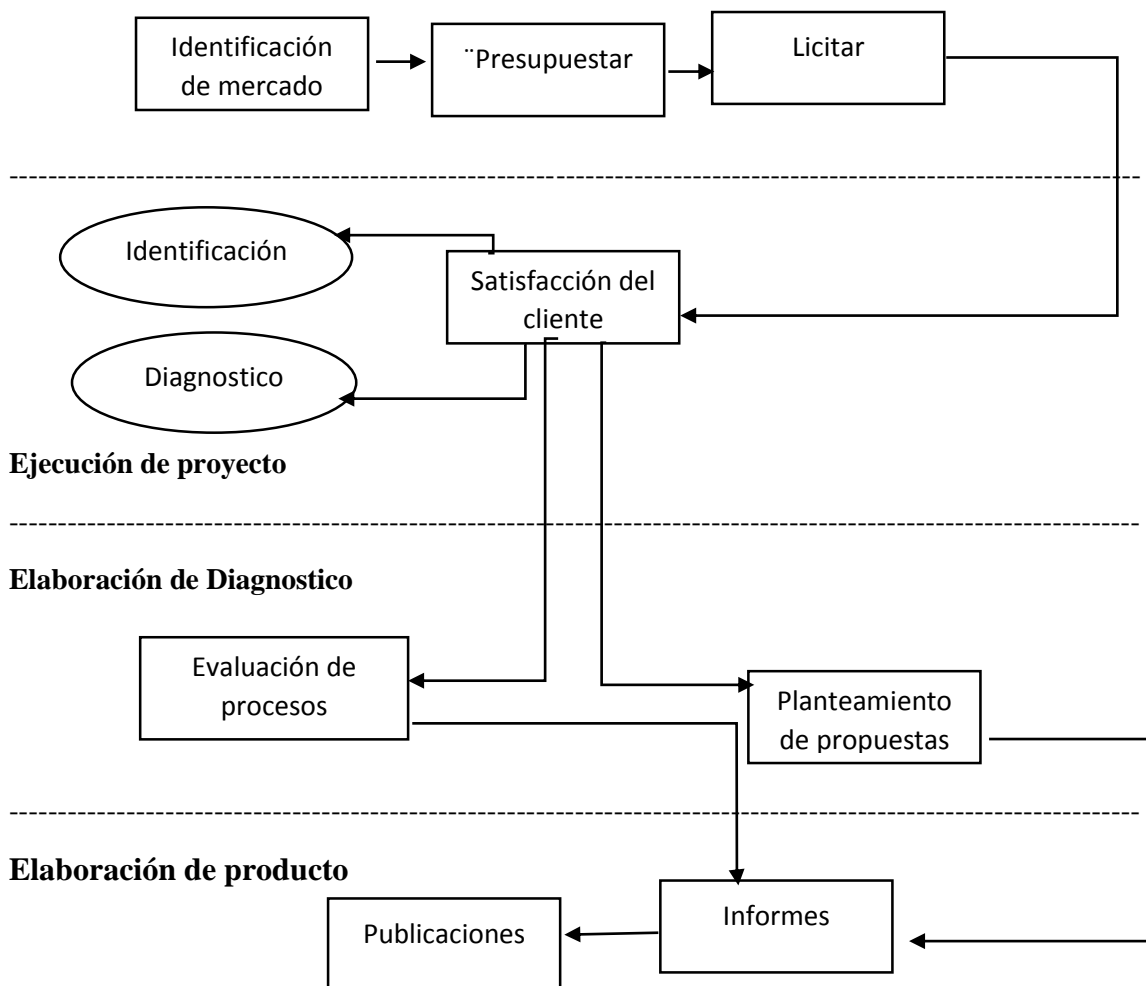 Identificación
de mercado
¨Presupuestar
Licitar
Identificación
Satisfacción del
cliente
Diagnostico
Ejecución de proyecto
Elaboración de Diagnostico
Evaluación de
procesos
Planteamiento
de propuestas
Elaboración de producto
Publicaciones
Informes